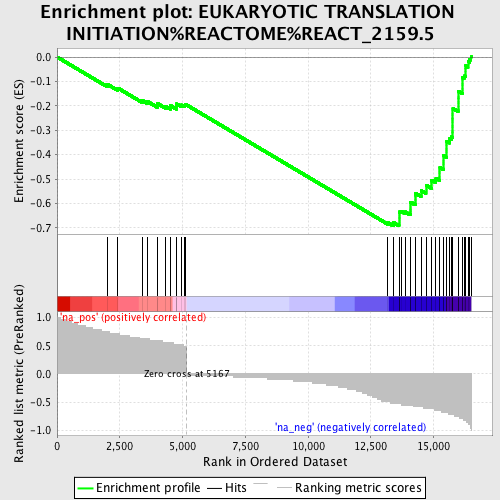 Enrichment plot: EUKARYOTIC TRANSLATION
INITIATION%REACTOME%REACT_2159.5
Enrichment score (ES)
0.0
-0.1
-0.2
-0.3
-0.4
-0.5
-0.6
-0.7
'na_pos' (positively correlated)
Ranked list metric (PreRanked)
1.0
0.5
0.0
-0.5
-1.0
Zero cross at 5167
'na_neg' (negatively correlated)
0 2,500 5,000 7,500 10,000 12,500 15,000
Rank in Ordered Dataset
Enrichment profile Hits Ranking metric scores